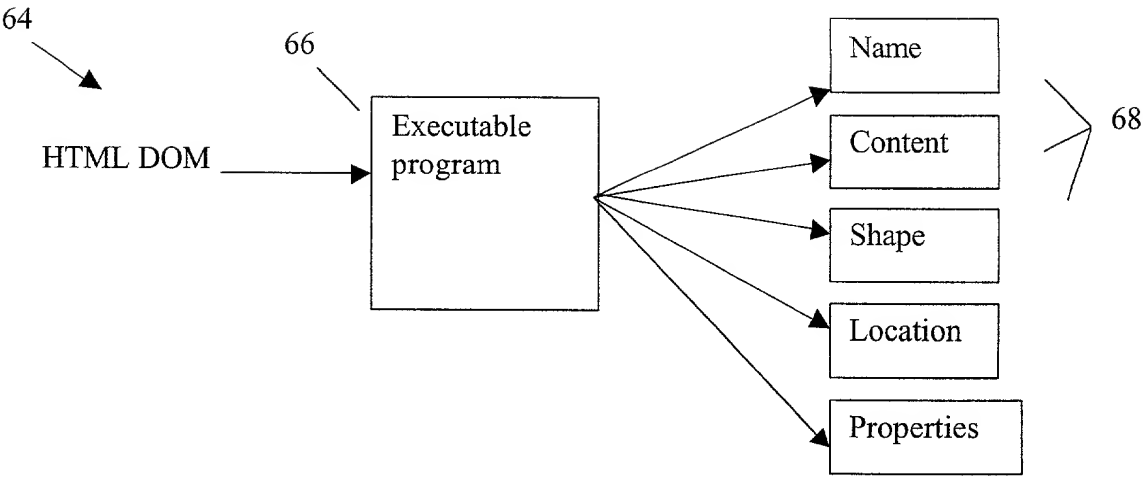 64
66
HTML DOM
Executable
program
Name
Content
Shape
Location
Properties
68